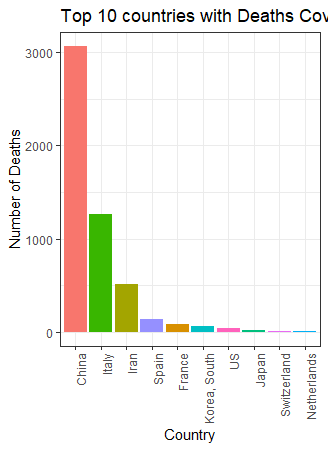 Top 10 countries with Deaths Cov
3000
2000
1000
0
Number of Deaths
China
Italy
Iran
Spain
France
Korea, South
US
Japan
Switzerland
Netherlands
Country